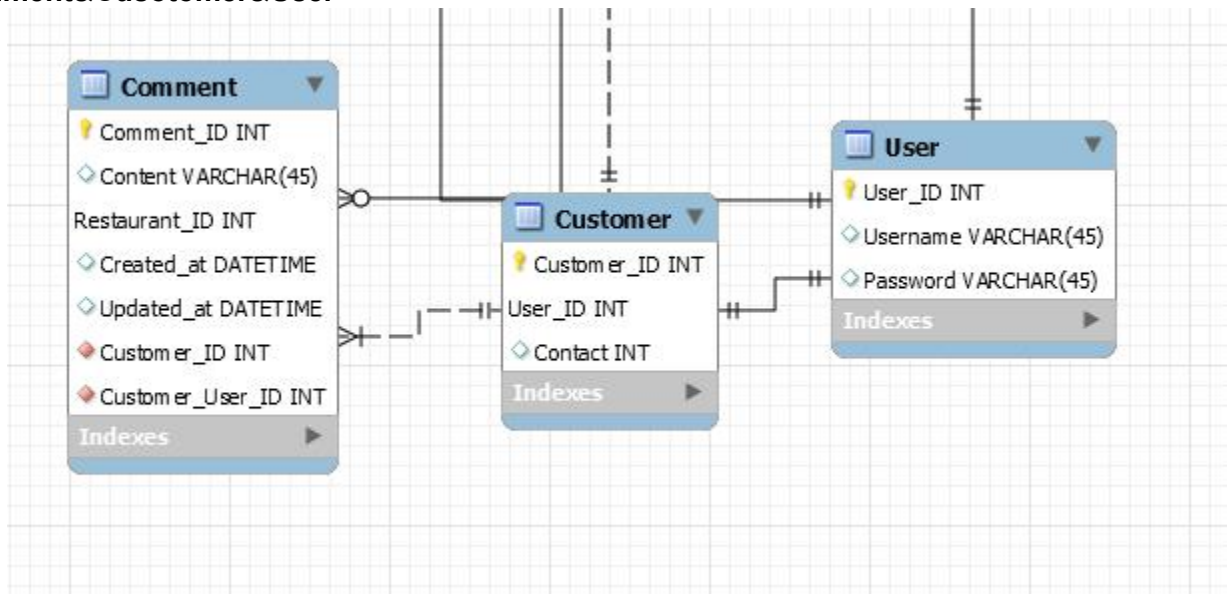 Comment
Comment_ID INT
Content VARCHAR(45)
Restaurant_ID INT
Created_at DATETIME
Updated_at DATETIME
Customer_ID INT
Customer_User_ID INT
Indexes
Customer
Customer_ID INT
User_ID INT
Contact INT
Indexes
User
User_ID INT
Username VARCHAR(45)
Password VARCHAR(45)
Indexes